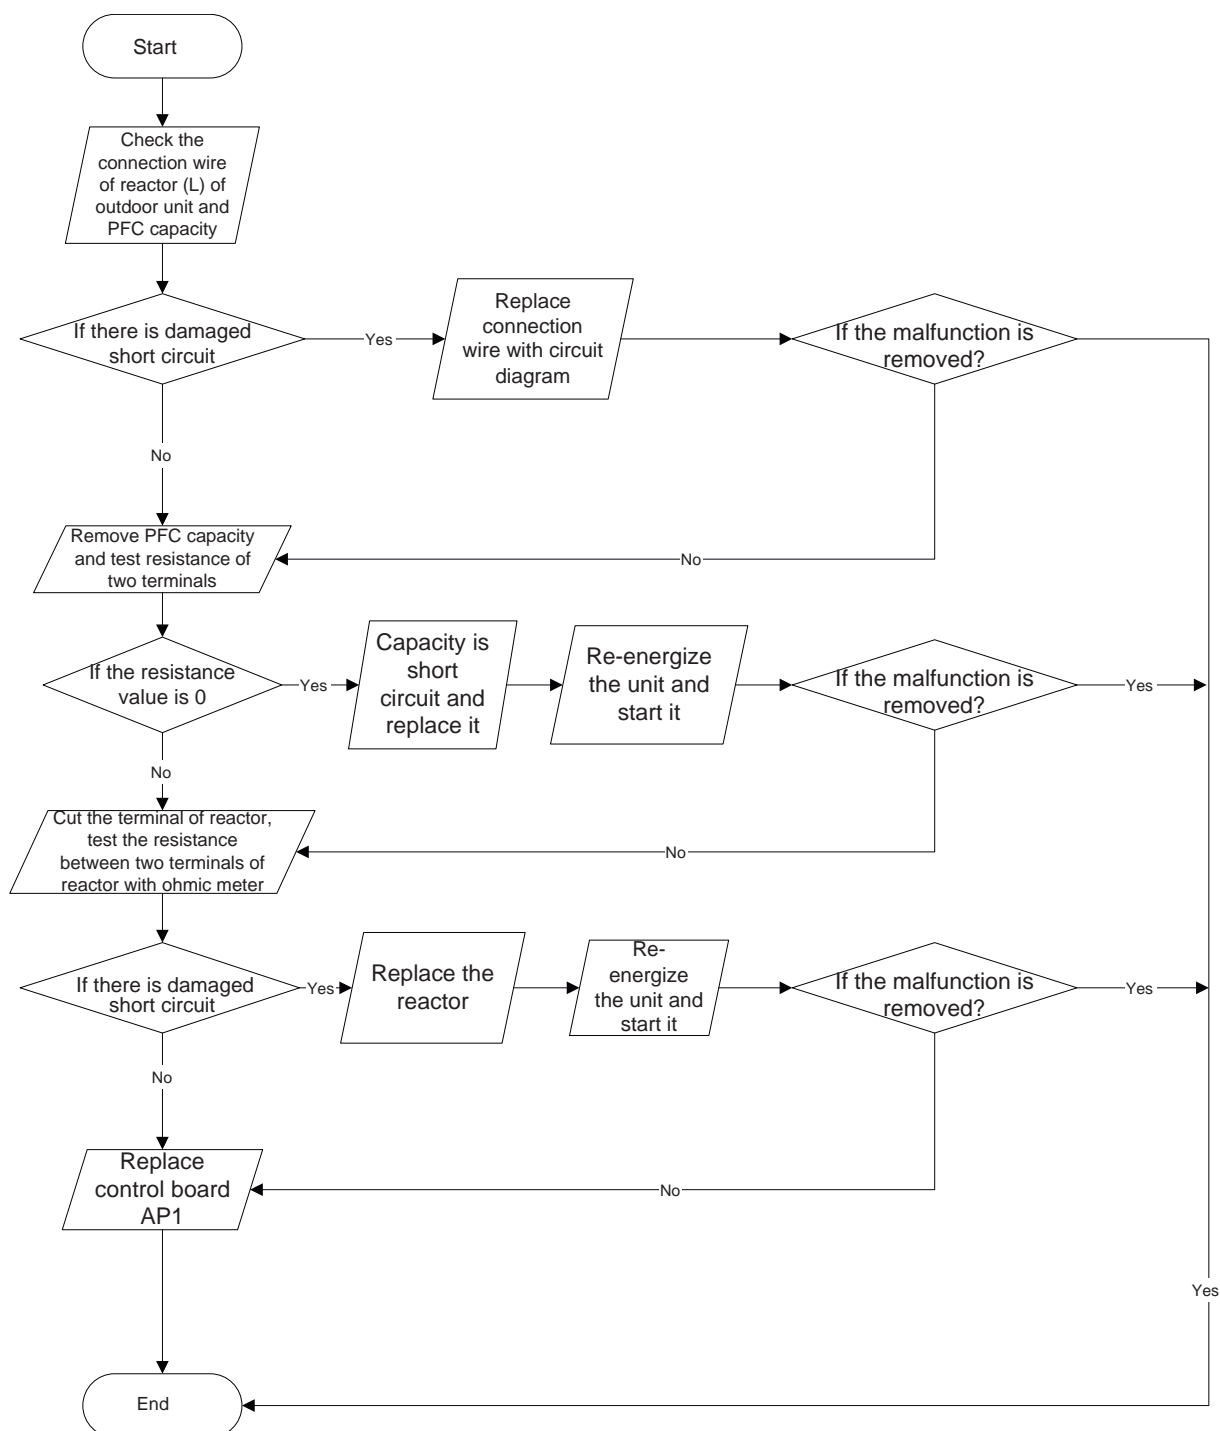 Start
Check the
connection wire
of reactor (L) of
outdoor unit and
PFC capacity
If there is damaged
short circuit
Yes
Replace
connection
wire with circuit
diagram
If the malfunction is
removed?
No
Remove PFC capacity
and test resistance of
two terminals
No
If the resistance
value is 0
Yes
Capacity is
short
circuit and
replace it
Re-energize
the unit and
start it
If the malfunction is
removed?
Yes
No
Cut the terminal of reactor,
test the resistance
between two terminals of
reactor with ohmic meter
No
If there is damaged
short circuit
Yes
Replace the
reactor
Re-
energize
the unit and
start it
If the malfunction is
removed?
Yes
No
Replace
control board
AP1
No
Yes
End